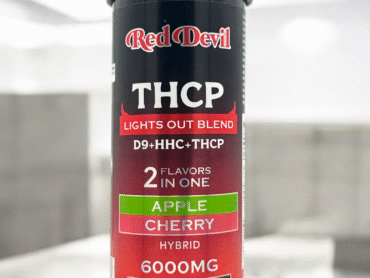 Red Devil
THCP
LIGHTS OUT BLEND
D9+HHC+THCP
2 FLAVORS
IN ONE
APPLE
CHERRY
HYBRID
6000MG